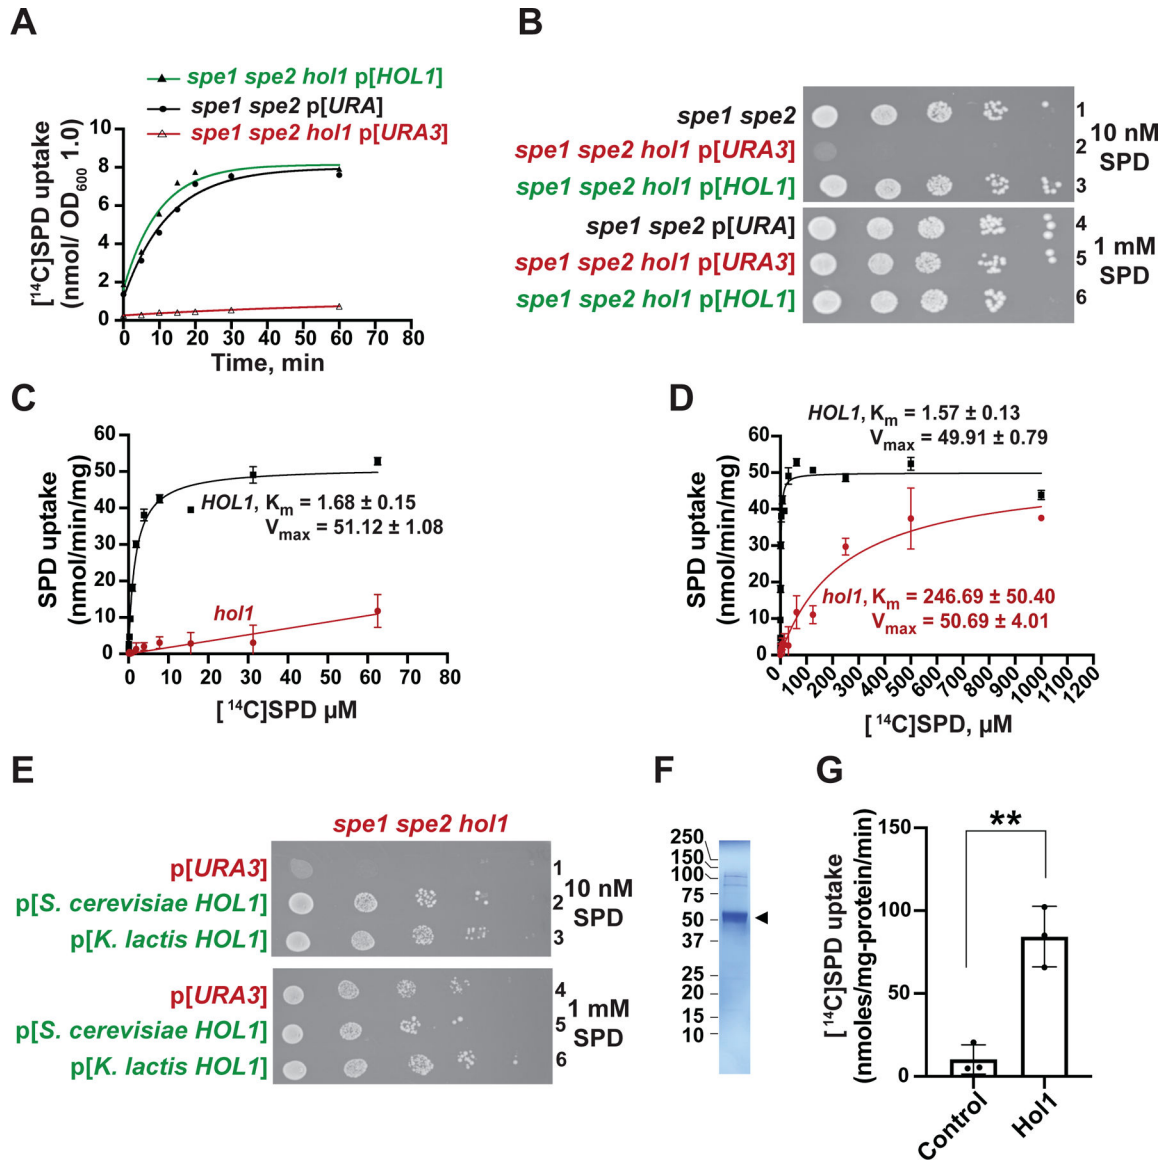 A
spe1 spe2 hol1 p[HOL1]
spe1 spe2 p[URA]
spe1 spe2 hol1 p[URA3]
[14C]SPD uptake
(nmol/ OD600 1.0)
10
8
6
4
2
0
0 10 20 30 40 50 60 70 80
Time, min
B
spe1 spe2
spe1 spe2 hol1 p[URA3]
spe1 spe2 hol1 p[HOL1]
1
2
3
10 nM
SPD
spe1 spe2 p[URA]
spe1 spe2 hol1 p[URA3]
spe1 spe2 hol1 p[HOL1]
4
5
6
1 mM
SPD
C
SPD uptake
(nmol/min/mg)
60
50
40
30
20
10
0
HOL1, Km = 1.68 ± 0.15
Vmax = 51.12 ± 1.08
hol1
0 10 20 30 40 50 60 70 80
[14C]SPD µM
D
HOL1, Km = 1.57 ± 0.13
Vmax = 49.91 ± 0.79
SPD uptake
(nmol/min/mg)
60
50
40
30
20
10
0
hol1, Km = 246.69 ± 50.40
Vmax = 50.69 ± 4.01
0 100 200 300 400 500 600 700 800 900 1000 1100 1200
[14C]SPD, µM
E
spe1 spe2 hol1
p[URA3]
p[S. cerevisiae HOL1]
p[K. lactis HOL1]
1
2
3
10 nM
SPD
p[URA3]
p[S. cerevisiae HOL1]
p[K. lactis HOL1]
4
5
6
1 mM
SPD
F
250
150
100
75
50
37
25
20
15
10
G
[14C]SPD uptake
(nmoles/mg-protein/min)
150
100
50
0
**
Control
Hol1